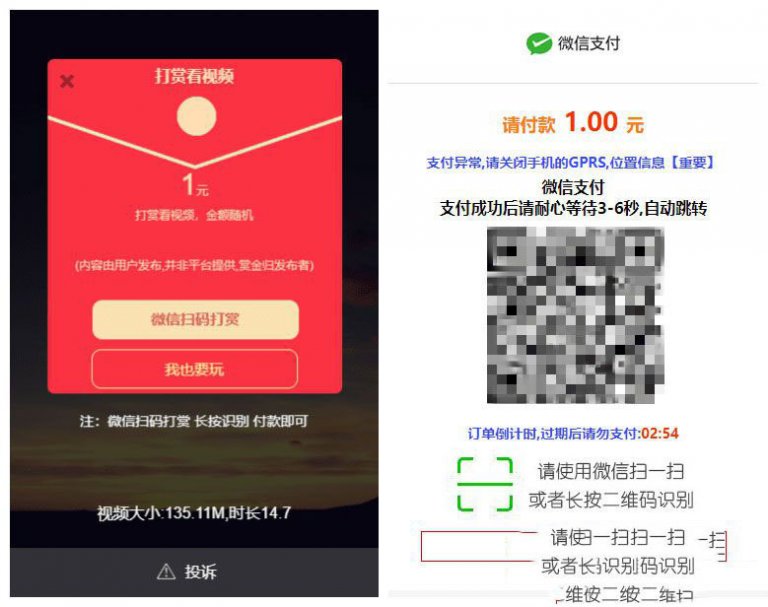 打赏看视频
1元
打赏看视频，金额随机
(内容由用户发布,并非平台提供,赏金归发布者)
微信扫码打赏
我也要玩
注：微信扫码打赏 长按识别 付款即可
视频大小:135.11M,时长14.7
投诉
微信支付
请付款 1.00 元
支付异常,请关闭手机的GPRS,位置信息【重要】
微信支付
支付成功后请耐心等待3-6秒,自动跳转
订单倒计时,过期后请勿支付:02:54
请使用微信扫一扫
或者长按二维码识别
请使 一扫扫一扫 一扫
或者长 识别码识别
维按二维按二维 扫